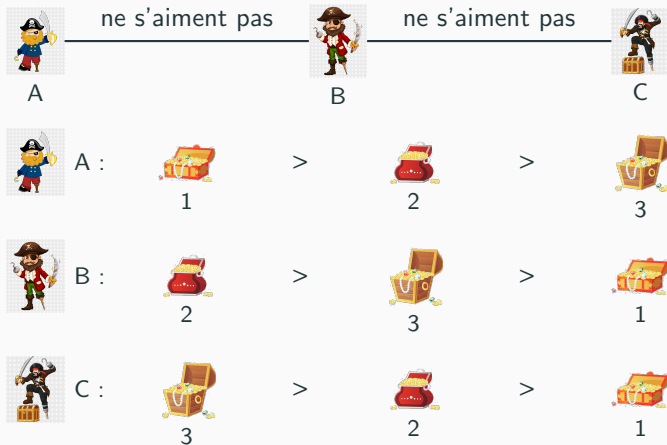 ne s'aiment pas ne s'aiment pas
A B C
A : > >
1 2 3
B : > >
2 3 1
C : > >
3 2 1